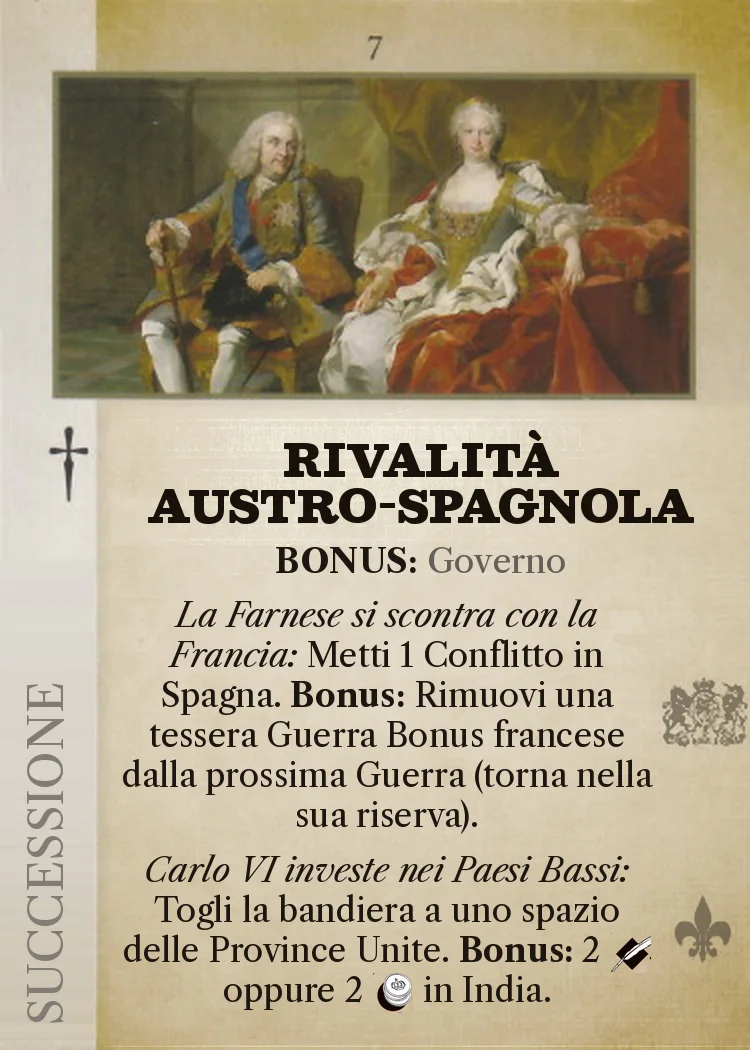 7
RIVALITÀ
AUSTRO-SPAGNOLA
BONUS: Governo
La Farnese si scontra con la
Francia: Metti 1 Conflitto in
Spagna. Bonus: Rimuovi una
tessera Guerra Bonus francese
dalla prossima Guerra (torna nella
sua riserva).
Carlo VI investe nei Paesi Bassi:
Togli la bandiera a uno spazio
delle Province Unite. Bonus: 2
oppure 2 in India.
SUCCESSIONE